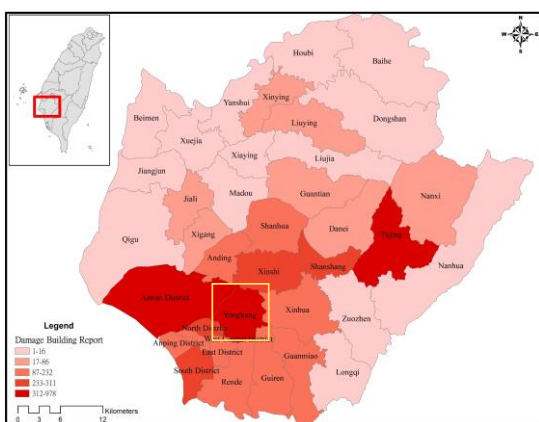 N
W E
S
Houbi
Baihe
Xinying
Yanshui
Beimen
Liuying
Dongshan
Xuejia
Xiaying
Liujia
Jiangjun
Madou
Guantian
Nanxi
Jiali
Danei
Shanhua
Xigang
Yujing
Qigu
Anding
Nanhua
Xinshi
Shanshang
Annan District
Yongkang
Xinhua
Zuozhen
North District
Anping District
East District
Guanmiao
South District
Longqi
Rende
Guiren
Legend
Damage Building Report
1-16
17-86
87-232
233-311
312-978
0 3 6 12
Kilometers